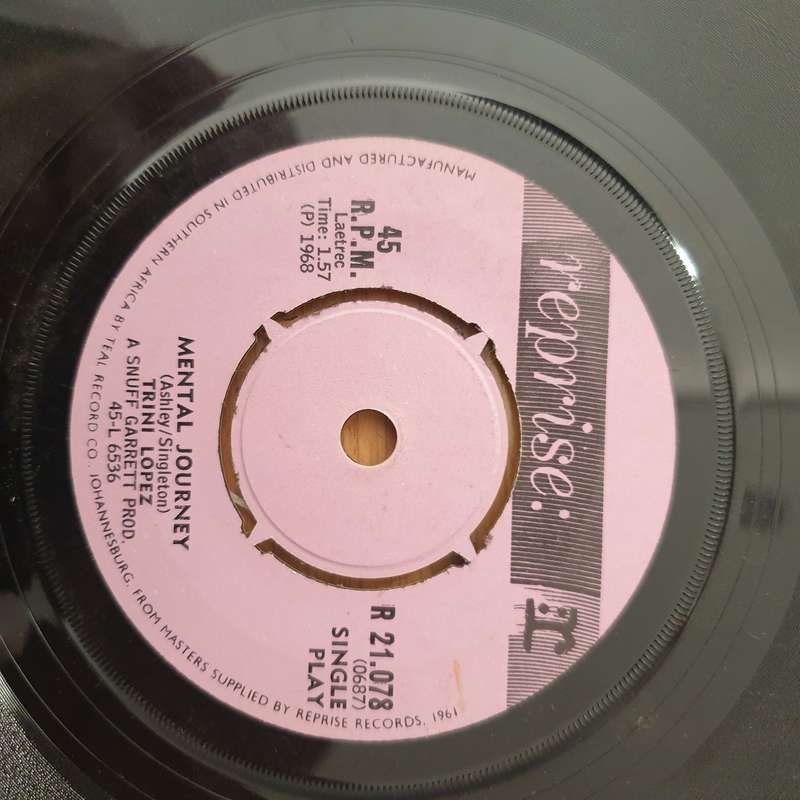 reprise:
r:
45
R.P.M.
Laetrec
Time: 1.57
(P) 1968
R 21.078
(0687)
SINGLE
PLAY
MENTAL JOURNEY
(Ashley/Singleton)
TRINI LOPEZ
A SNUFF GARRETT PROD.
45-L 6536
MANUFACTURED AND DISTRIBUTED IN SOUTHERN AFRICA BY TEAL RECORD CO., JOHANNESBURG, FROM MASTERS SUPPLIED BY REPRISE RECORDS, 1961